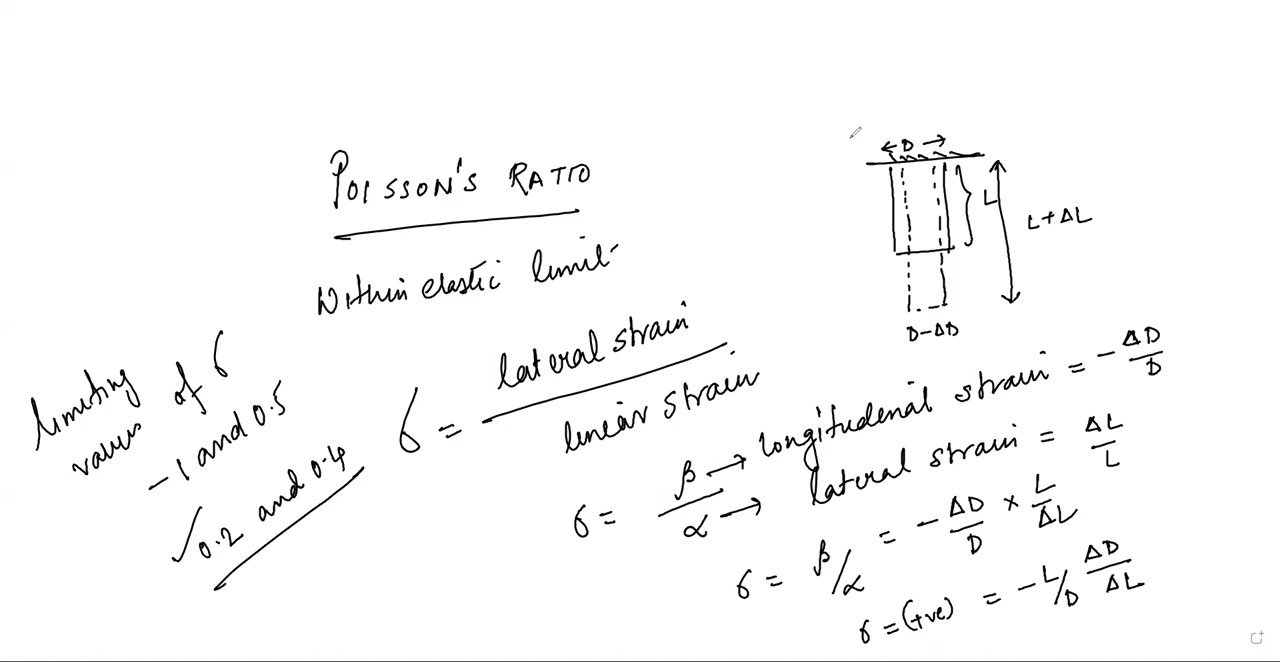 POISSON'S RATIO
Within elastic limit
σ = lateral strain / linear strain
limiting
values of σ
-1 and 0.5
✓0.2 and 0.4
← D →
L
L + ΔL
D - ΔD
σ = β/α
β → longitudenal strain = - ΔD/D
α → lateral strain = ΔL/L
σ = β/α = - ΔD/D × L/ΔL
σ = (+ve) = - L/D ΔD/ΔL